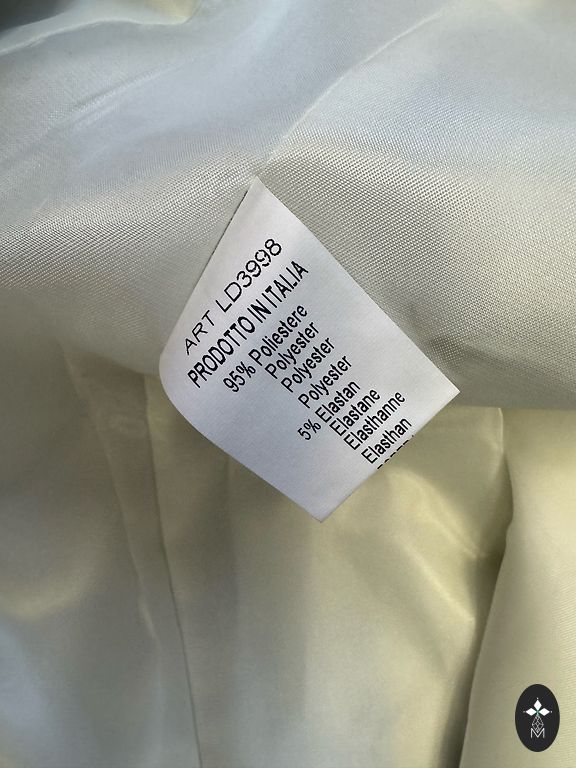 ART LD3998
PRODOTTO IN ITALIA
95% Poliestere
Polyester
Polyester
Polyester
5% Elastan
Elastane
Elasthanne
Elasthan